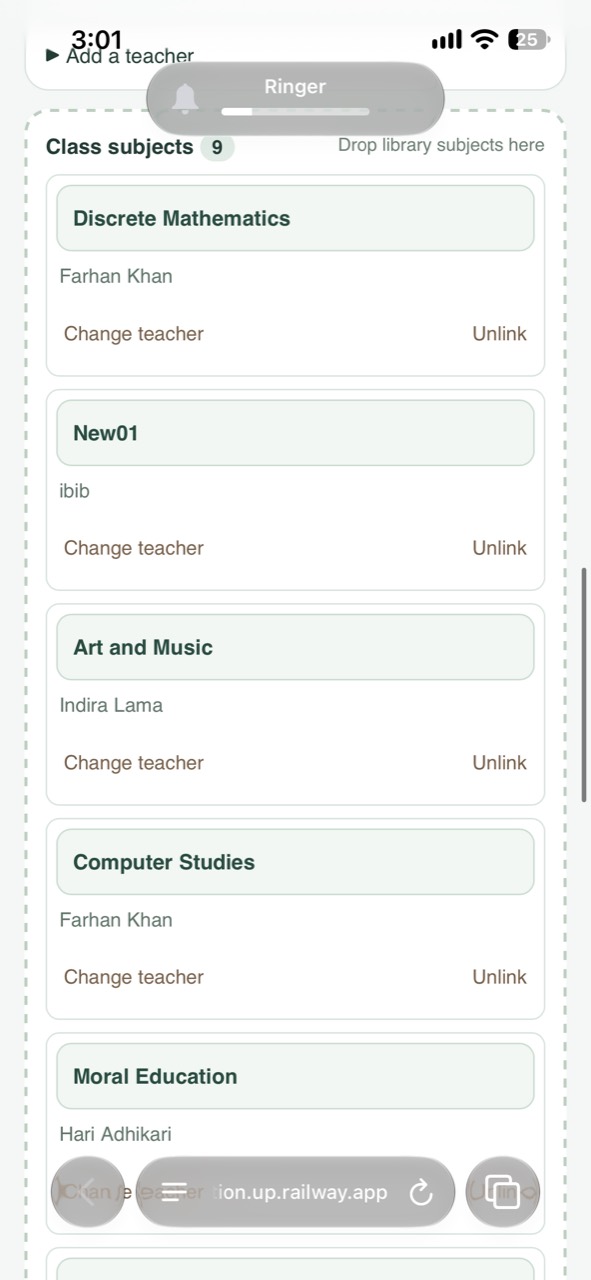 3:01
25
▶ Add a teacher
Ringer
Class subjects 9
Drop library subjects here
Discrete Mathematics
Farhan Khan
Change teacher
Unlink
New01
ibib
Change teacher
Unlink
Art and Music
Indira Lama
Change teacher
Unlink
Computer Studies
Farhan Khan
Change teacher
Unlink
Moral Education
Hari Adhikari
ion.up.railway.app